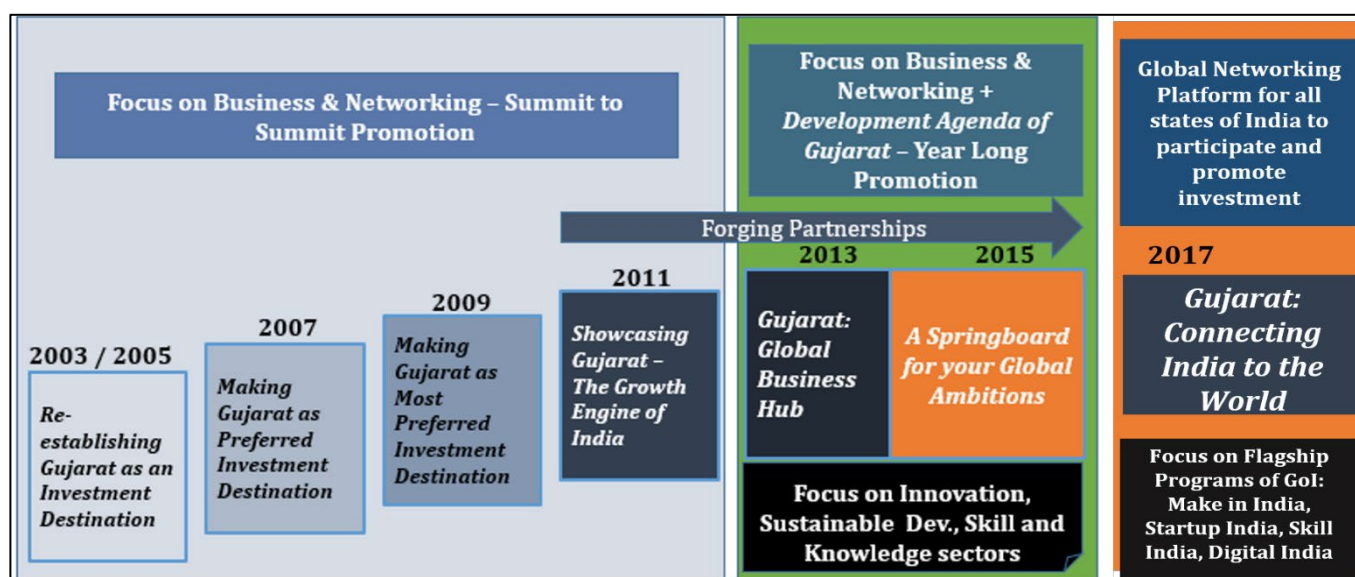 Focus on Business & Networking – Summit to
Summit Promotion
2003 / 2005
Re-
establishing
Gujarat as an
Investment
Destination
2007
Making
Gujarat as
Preferred
Investment
Destination
2009
Making
Gujarat as
Most
Preferred
Investment
Destination
2011
Showcasing
Gujarat –
The Growth
Engine of
India
Focus on Business &
Networking +
Development Agenda of
Gujarat – Year Long
Promotion
Forging Partnerships
2013
Gujarat:
Global
Business
Hub
2015
A Springboard
for your Global
Ambitions
Focus on Innovation,
Sustainable Dev., Skill and
Knowledge sectors
Global Networking
Platform for all
states of India to
participate and
promote
investment
2017
Gujarat:
Connecting
India to the
World
Focus on Flagship
Programs of GoI:
Make in India,
Startup India, Skill
India, Digital India